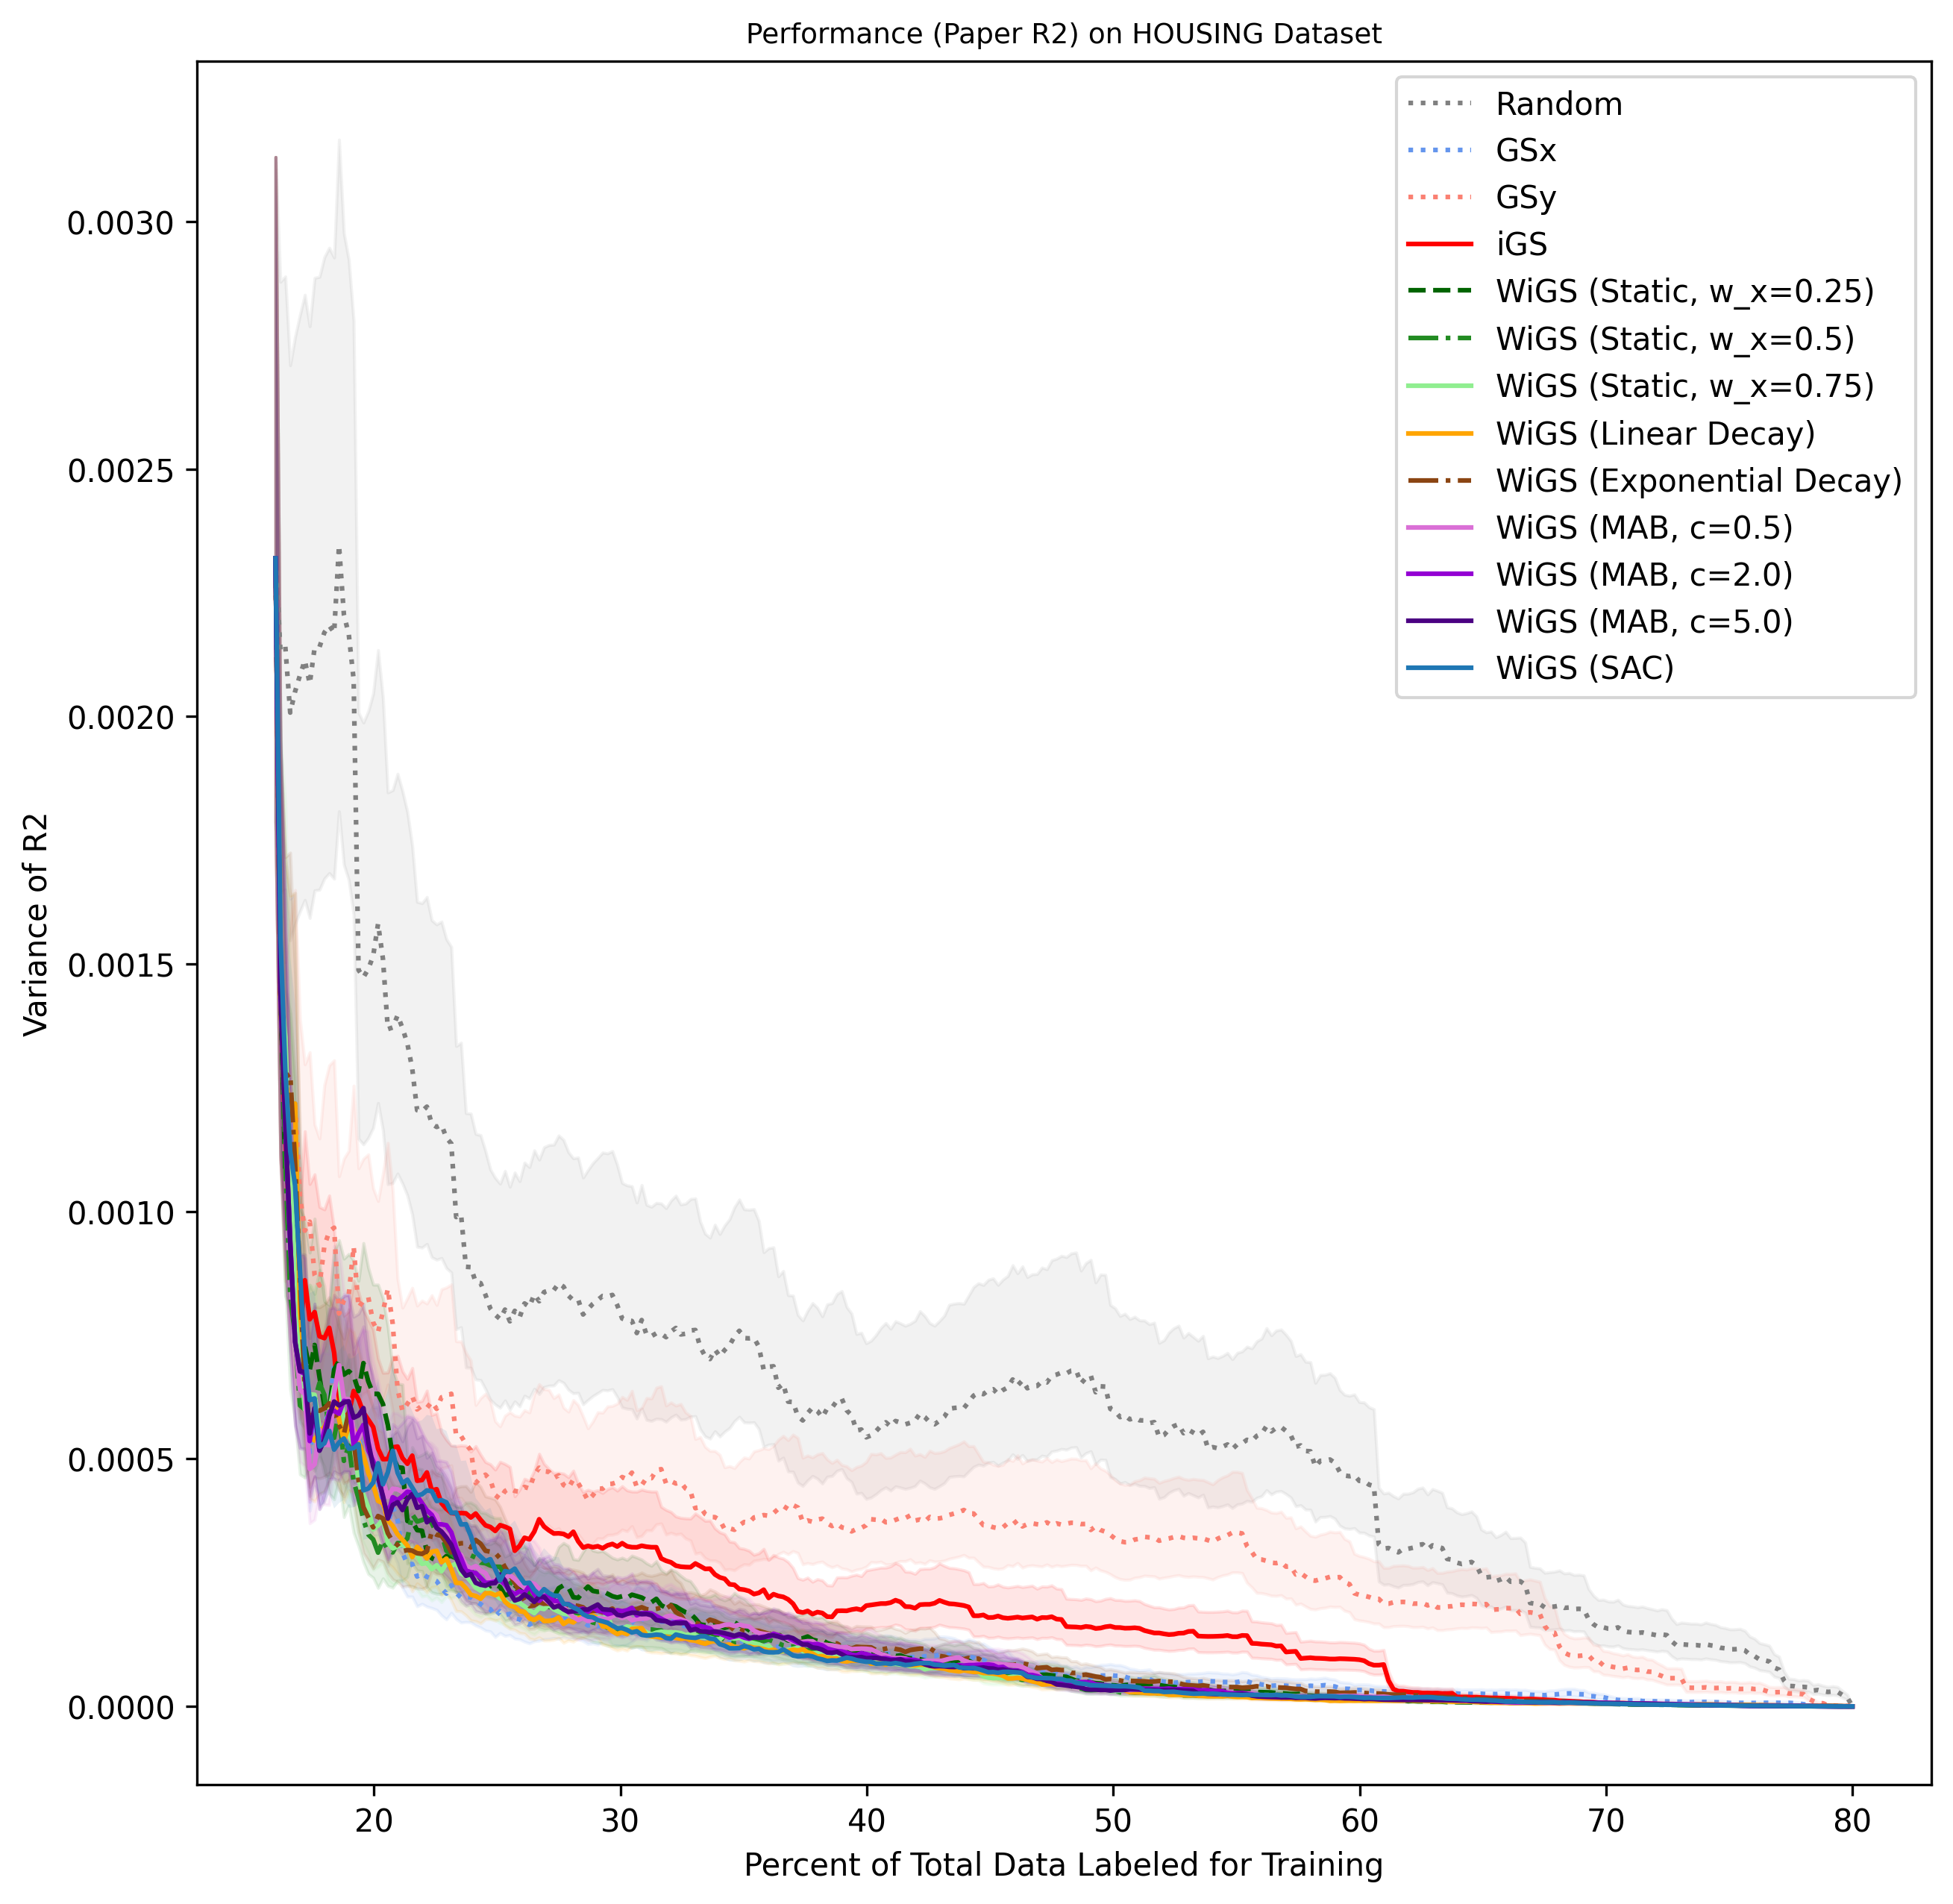 Performance (Paper R2) on HOUSING Dataset
Random
GSx
GSy
iGS
WiGS (Static, w_x=0.25)
WiGS (Static, w_x=0.5)
WiGS (Static, w_x=0.75)
WiGS (Linear Decay)
WiGS (Exponential Decay)
WiGS (MAB, c=0.5)
WiGS (MAB, c=2.0)
WiGS (MAB, c=5.0)
WiGS (SAC)
Variance of R2
0.0030
0.0025
0.0020
0.0015
0.0010
0.0005
0.0000
20 30 40 50 60 70 80
Percent of Total Data Labeled for Training